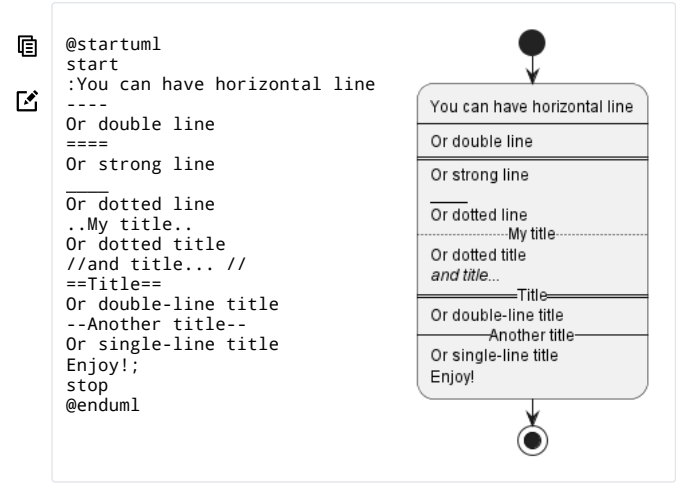 @startuml
start
:You can have horizontal line
----
Or double line
====
Or strong line
____
Or dotted line
..My title..
Or dotted title
//and title... //
==Title==
Or double-line title
--Another title--
Or single-line title
Enjoy!;
stop
@enduml
You can have horizontal line
Or double line
Or strong line
____
Or dotted line
My title
Or dotted title
and title...
Title
Or double-line title
Another title
Or single-line title
Enjoy!